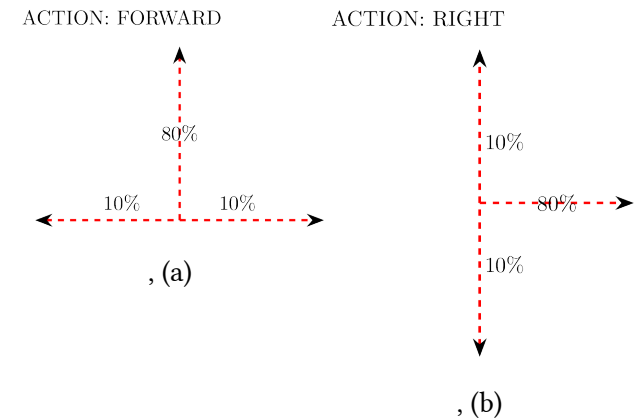 ACTION: FORWARD
80%
10% 10%
, (a)
ACTION: RIGHT
10%
80%
10%
, (b)